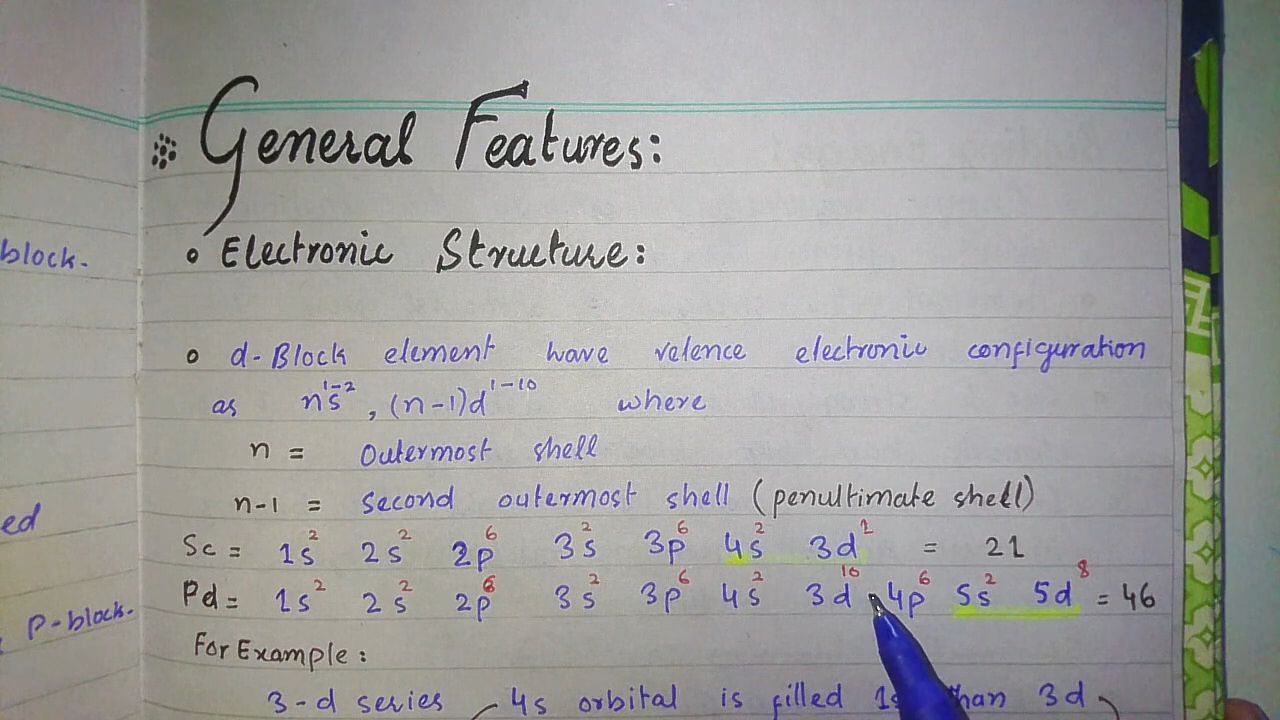 General Features:
Electronic Structure:
block.
d-Block element have velence electronic configuration
as ns¹⁻², (n-1)d¹⁻¹⁰ where
n = Outermost shell
n-1 = Second outermost shell (penultimate shell)
ed
Sc = 1s² 2s² 2p⁶ 3s² 3p⁶ 4s² 3d¹ = 21
Pd = 1s² 2s² 2p⁶ 3s² 3p⁶ 4s² 3d¹⁰ 4p⁶ 5s² 5d⁸ = 46
P-block.
For Example:
3-d series 4s orbital is filled than 3d